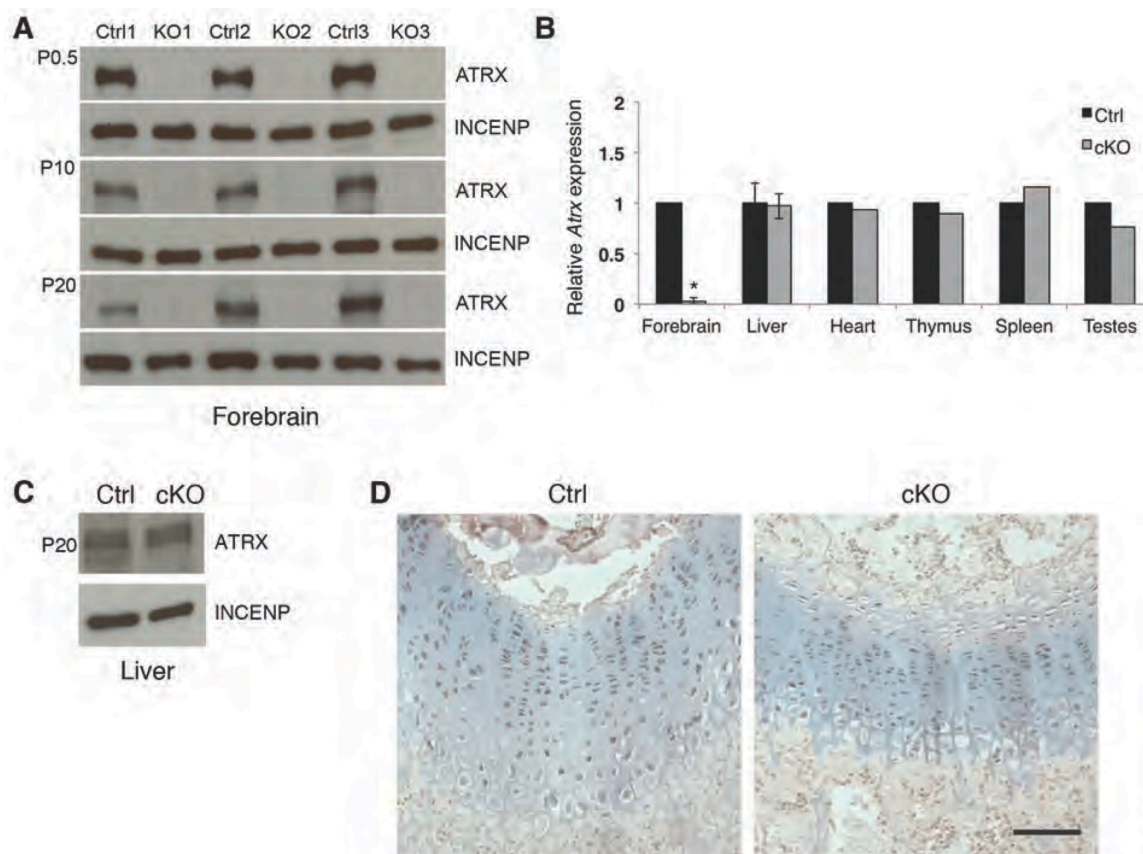 A
Ctrl1 KO1 Ctrl2 KO2 Ctrl3 KO3
P0.5
ATRX
INCENP
P10
ATRX
INCENP
P20
ATRX
INCENP
Forebrain
B
Relative Atrx expression
2
1.5
1
0.5
0
Ctrl
cKO
*
Forebrain Liver Heart Thymus Spleen Testes
C
Ctrl cKO
P20
ATRX
INCENP
Liver
D
Ctrl cKO